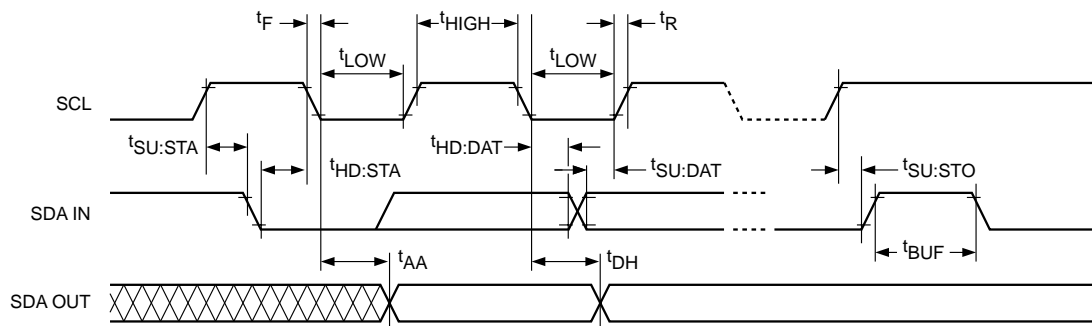 tF
tHIGH
tR
tLOW
tLOW
SCL
tSU:STA
tHD:STA
tHD:DAT
tSU:DAT
tSU:STO
SDA IN
tBUF
tAA
tDH
SDA OUT